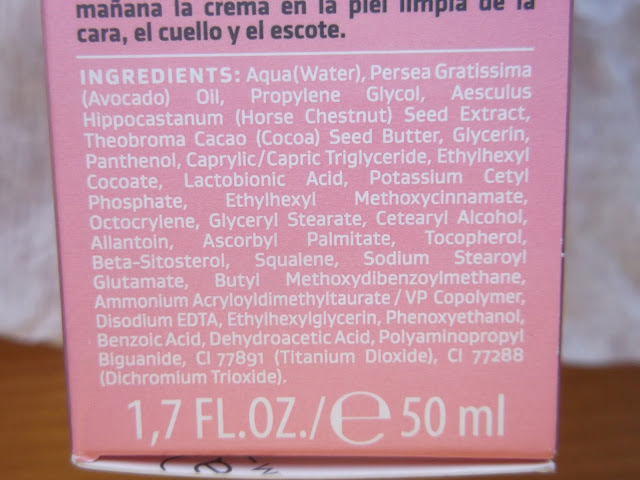 mañana la crema en la piel limpia de la
cara, el cuello y el escote.
INGREDIENTS: Aqua(Water), Persea Gratissima
(Avocado) Oil, Propylene Glycol, Aesculus
Hippocastanum (Horse Chestnut) Seed Extract,
Theobroma Cacao (Cocoa) Seed Butter, Glycerin,
Panthenol, Caprylic/Capric Triglyceride, Ethylhexyl
Cocoate, Lactobionic Acid, Potassium Cetyl
Phosphate, Ethylhexyl Methoxycinnamate,
Octocrylene, Glyceryl Stearate, Cetearyl Alcohol,
Allantoin, Ascorbyl Palmitate, Tocopherol,
Beta-Sitosterol, Squalene, Sodium Stearoyl
Glutamate, Butyl Methoxydibenzoylmethane,
Ammonium Acryloyldimethyltaurate / VP Copolymer,
Disodium EDTA, Ethylhexylglycerin, Phenoxyethanol,
Benzoic Acid, Dehydroacetic Acid, Polyaminopropyl
Biguanide, CI 77891 (Titanium Dioxide), CI 77288
(Dichromium Trioxide).
1,7 FL.OZ./℮ 50 ml